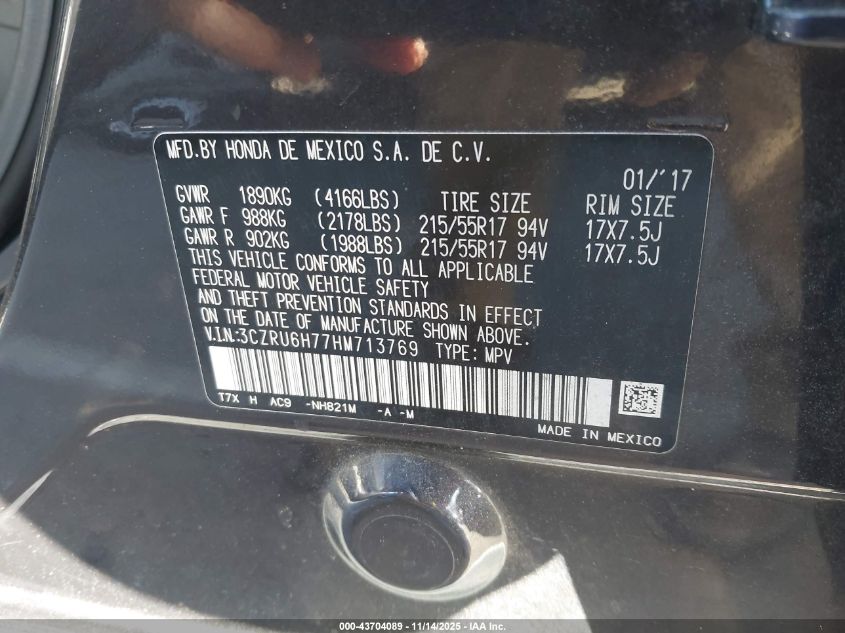 MFD.BY HONDA DE MEXICO S.A. DE C.V.
01/'17
GVWR 1890KG (4166LBS) TIRE SIZE RIM SIZE
GAWR F 988KG (2178LBS) 215/55R17 94V 17X7.5J
GAWR R 902KG (1988LBS) 215/55R17 94V 17X7.5J
THIS VEHICLE CONFORMS TO ALL APPLICABLE
FEDERAL MOTOR VEHICLE SAFETY
AND THEFT PREVENTION STANDARDS IN EFFECT
ON THE DATE OF MANUFACTURE SHOWN ABOVE.
V.I.N.:3CZRU6H77HM713769 TYPE: MPV
T7X H AC9 -NH821M -A -M
MADE IN MEXICO
000-43704089 - 11/14/2025 - IAA Inc.